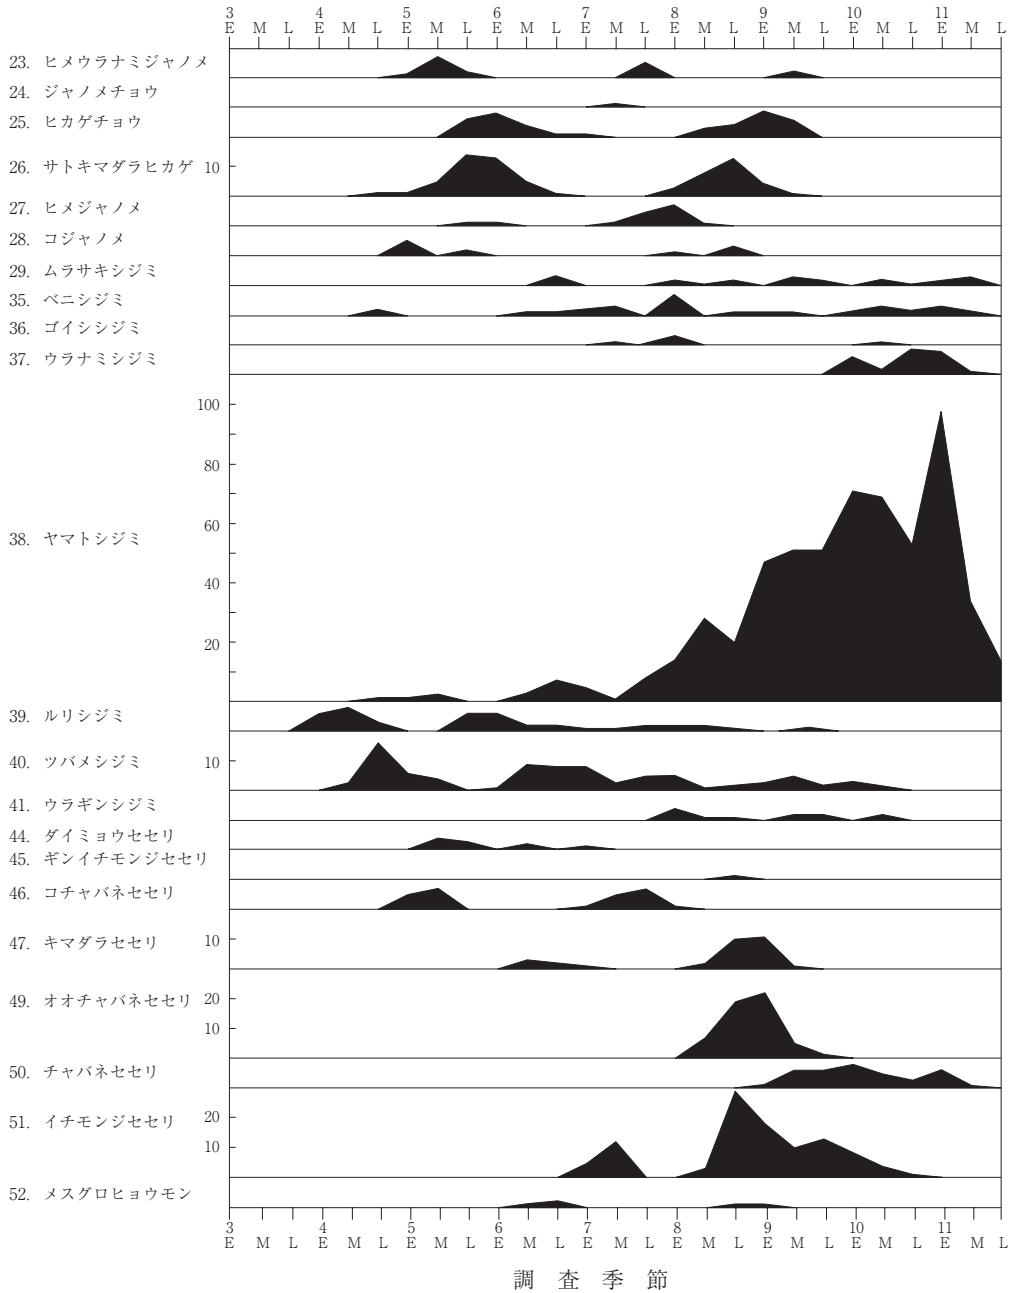 3 4 5 6 7 8 9 10 11
E M L E M L E M L E M L E M L E M L E M L E M L E M L
23. ヒメウラナミジャノメ
24. ジャノメチョウ
25. ヒカゲチョウ
26. サトキマダラヒカゲ 10
27. ヒメジャノメ
28. コジャノメ
29. ムラサキシジミ
35. ベニシジミ
36. ゴイシシジミ
37. ウラナミシジミ
100
80
60
38. ヤマトシジミ
40
20
39. ルリシジミ
40. ツバメシジミ 10
41. ウラギンシジミ
44. ダイミョウセセリ
45. ギンイチモンジセセリ
46. コチャバネセセリ
47. キマダラセセリ 10
49. オオチャバネセセリ 20
10
50. チャバネセセリ
51. イチモンジセセリ 20
10
52. メスグロヒョウモン
3 4 5 6 7 8 9 10 11
E M L E M L E M L E M L E M L E M L E M L E M L E M L
調査季節